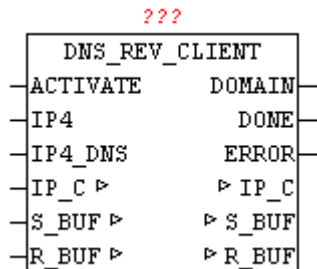 ???
DNS_REV_CLIENT
ACTIVATE DOMAIN
IP4 DONE
IP4_DNS ERROR
IP_C ▷ ▷ IP_C
S_BUF ▷ ▷ S_BUF
R_BUF ▷ ▷ R_BUF